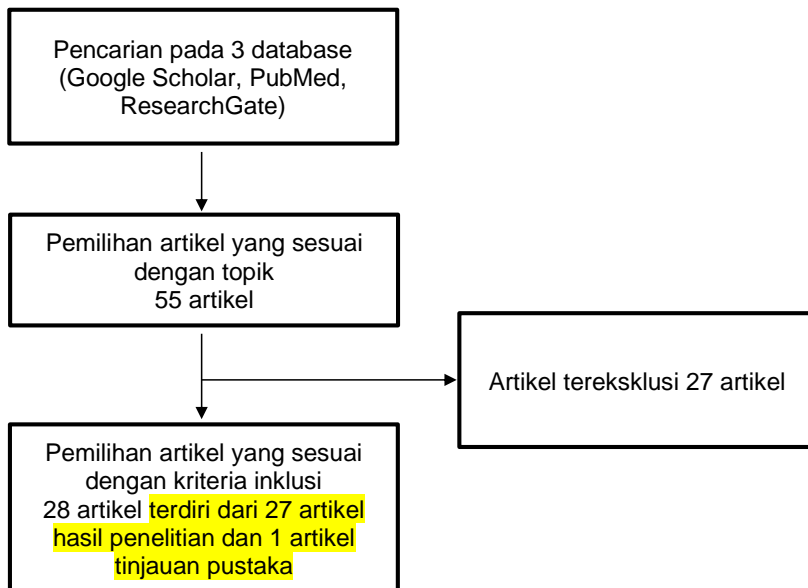 Pencarian pada 3 database
(Google Scholar, PubMed,
ResearchGate)
Pemilihan artikel yang sesuai
dengan topik
55 artikel
Artikel tereksklusi 27 artikel
Pemilihan artikel yang sesuai
dengan kriteria inklusi
28 artikel terdiri dari 27 artikel
hasil penelitian dan 1 artikel
tinjauan pustaka